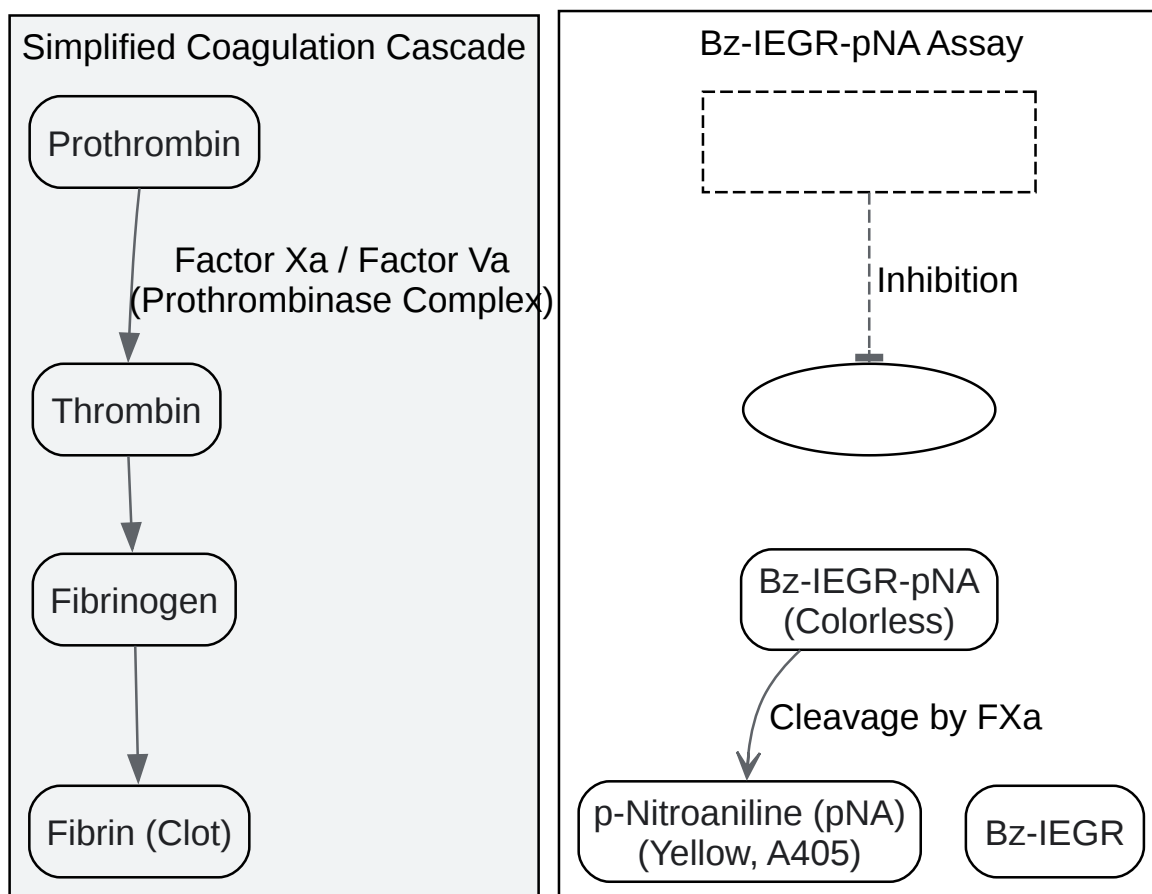 Simplified Coagulation Cascade
Prothrombin
Factor Xa / Factor Va
(Prothrombinase Complex)
Thrombin
Fibrinogen
Fibrin (Clot)
Bz-IEGR-pNA Assay
Inhibition
Bz-IEGR-pNA
(Colorless)
Cleavage by FXa
p-Nitroaniline (pNA)
(Yellow, A405)
Bz-IEGR